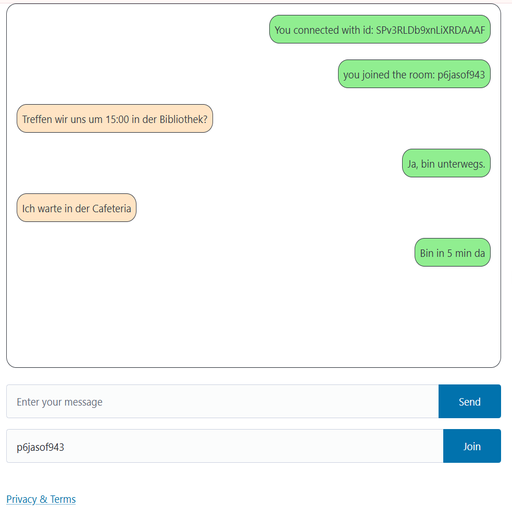 You connected with id: SPv3RLDb9xnLiXRDAAAF
you joined the room: p6jasof943
Treffen wir uns um 15:00 in der Bibliothek?
Ja, bin unterwegs.
Ich warte in der Cafeteria
Bin in 5 min da
Enter your message
Send
p6jasof943
Join
Privacy & Terms